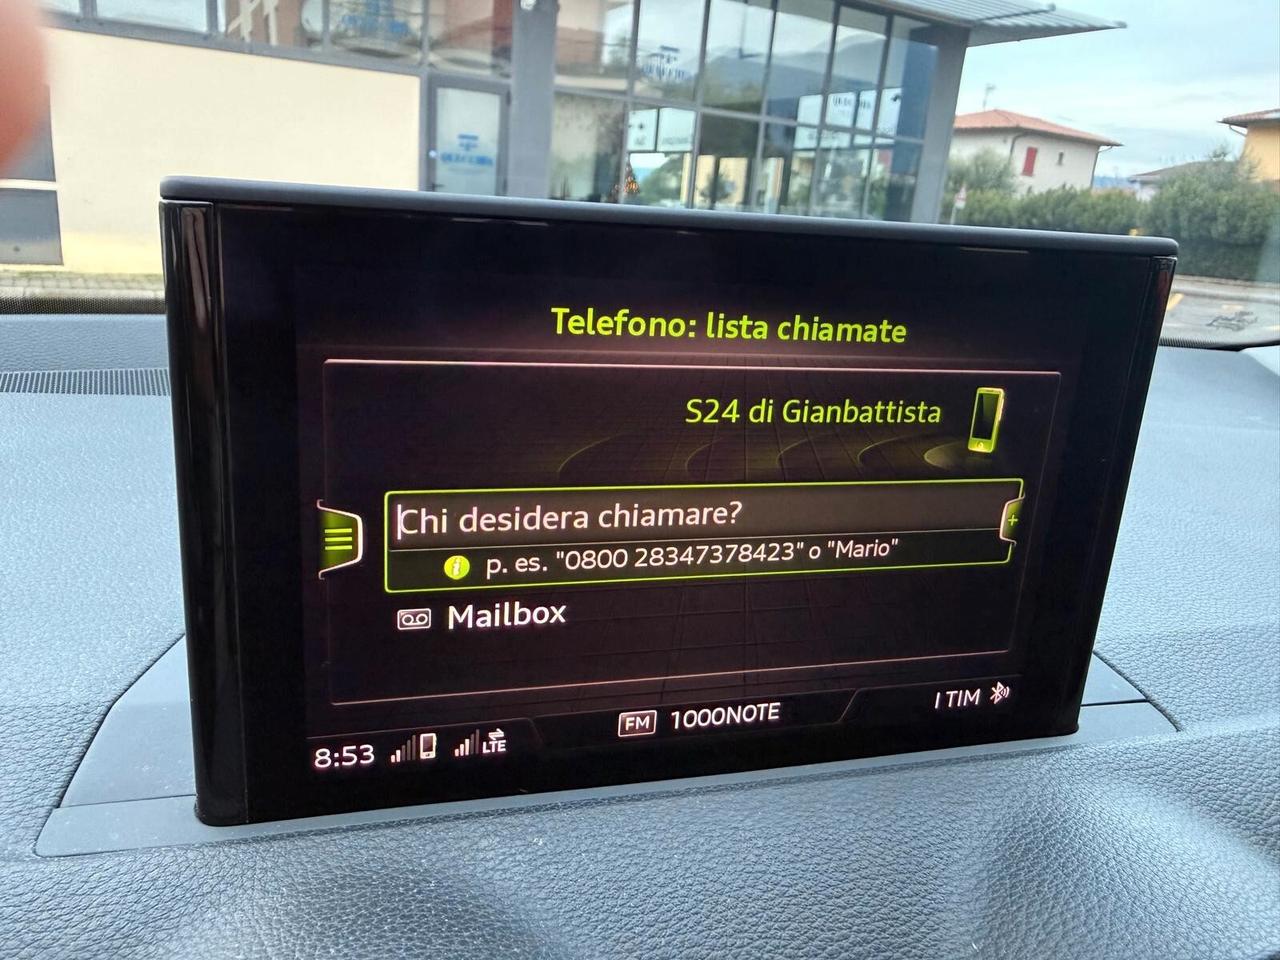 Telefono: lista chiamate
S24 di Gianbattista
Chi desidera chiamare?
p. es. "0800 28347378423" o "Mario"
Mailbox
8:53 LTE FM 1000NOTE I TIM